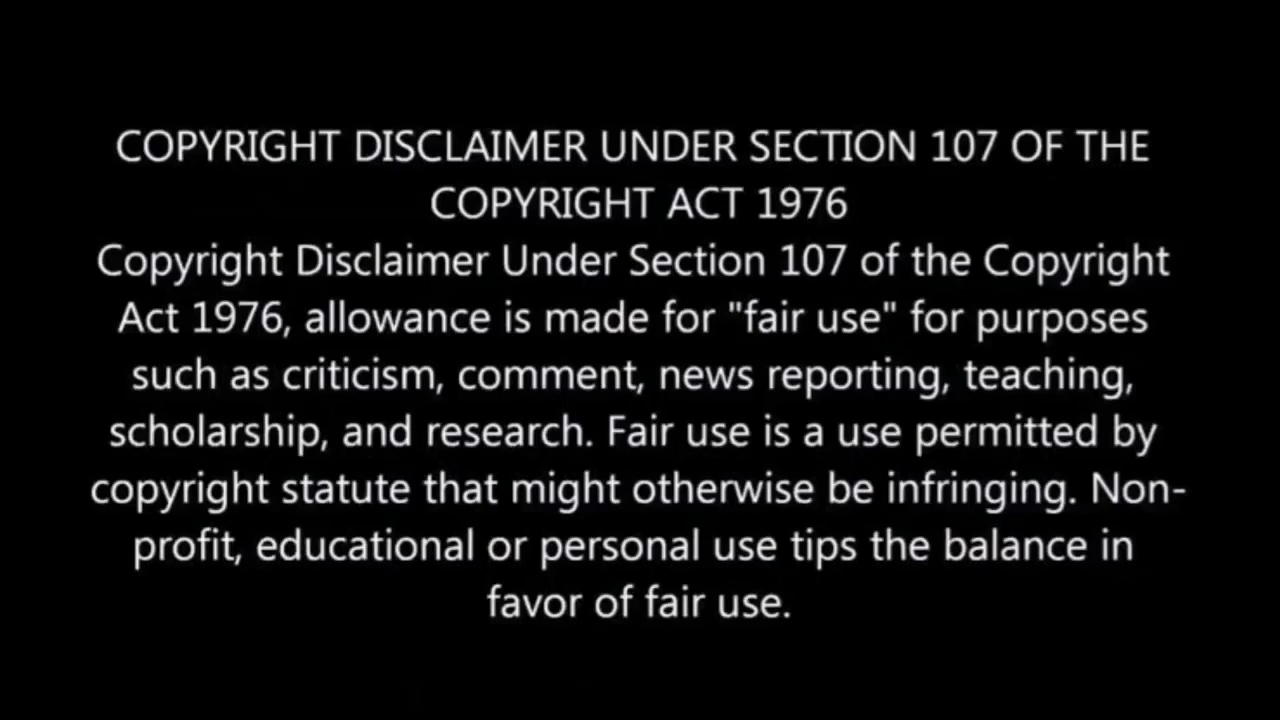 COPYRIGHT DISCLAIMER UNDER SECTION 107 OF THE
COPYRIGHT ACT 1976
Copyright Disclaimer Under Section 107 of the Copyright
Act 1976, allowance is made for "fair use" for purposes
such as criticism, comment, news reporting, teaching,
scholarship, and research. Fair use is a use permitted by
copyright statute that might otherwise be infringing. Non-
profit, educational or personal use tips the balance in
favor of fair use.